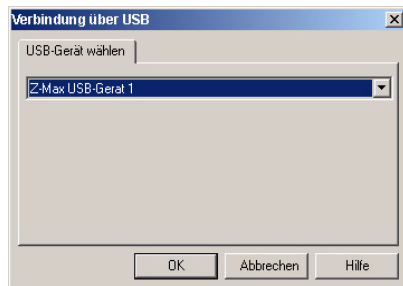 Verbindung über USB
USB-Gerät wählen
Z-Max USB-Gerat 1
OK Abbrechen Hilfe